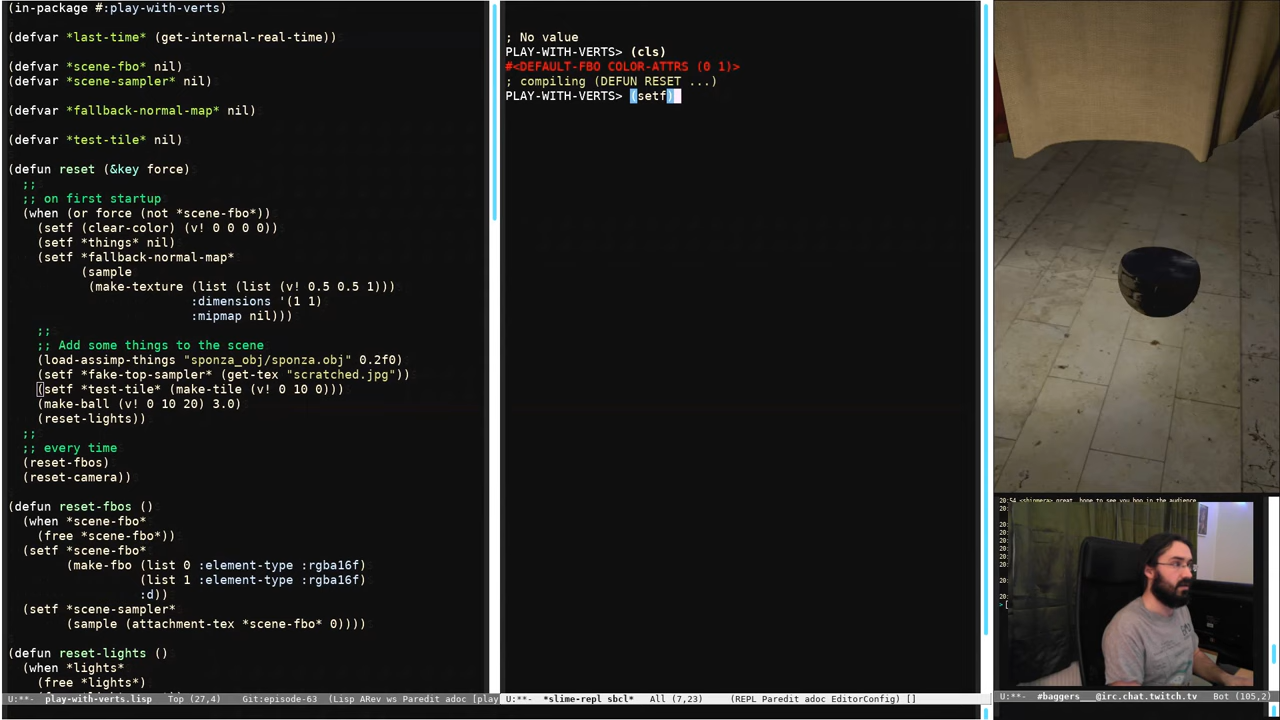 (in-package #:play-with-verts)
(defvar *last-time* (get-internal-real-time))
(defvar *scene-fbo* nil)
(defvar *scene-sampler* nil)
(defvar *fallback-normal-map* nil)
(defvar *test-tile* nil)
(defun reset (&key force)
;;
;; on first startup
(when (or force (not *scene-fbo*))
(setf (clear-color) (v! 0 0 0 0))
(setf *things* nil)
(setf *fallback-normal-map*
(sample
(make-texture (list (list (v! 0.5 0.5 1)))
:dimensions '(1 1)
:mipmap nil)))
;;
;; Add some things to the scene
(load-assimp-things "sponza_obj/sponza.obj" 0.2f0)
(setf *fake-top-sampler* (get-tex "scratched.jpg"))
(setf *test-tile* (make-tile (v! 0 10 0)))
(make-ball (v! 0 10 20) 3.0)
(reset-lights))
;;
;; every time
(reset-fbos)
(reset-camera))
(defun reset-fbos ()
(when *scene-fbo*
(free *scene-fbo*))
(setf *scene-fbo*
(make-fbo (list 0 :element-type :rgba16f)
(list 1 :element-type :rgba16f)
:d))
(setf *scene-sampler*
(sample (attachment-tex *scene-fbo* 0))))
(defun reset-lights ()
(when *lights*
(free *lights*)
U:**- play-with-verts.lisp Top (27,4) Git:episode-63 (Lisp ARev ws Paredit adoc [play
; No value
PLAY-WITH-VERTS> (cls)
#<DEFAULT-FBO COLOR-ATTRS (0 1)>
; compiling (DEFUN RESET ...)
PLAY-WITH-VERTS> (setf)
U:**- *slime-repl sbcl* All (7,23) (REPL Paredit adoc EditorConfig) []
U:**- #baggers__@irc.chat.twitch.tv Bot (105,2)